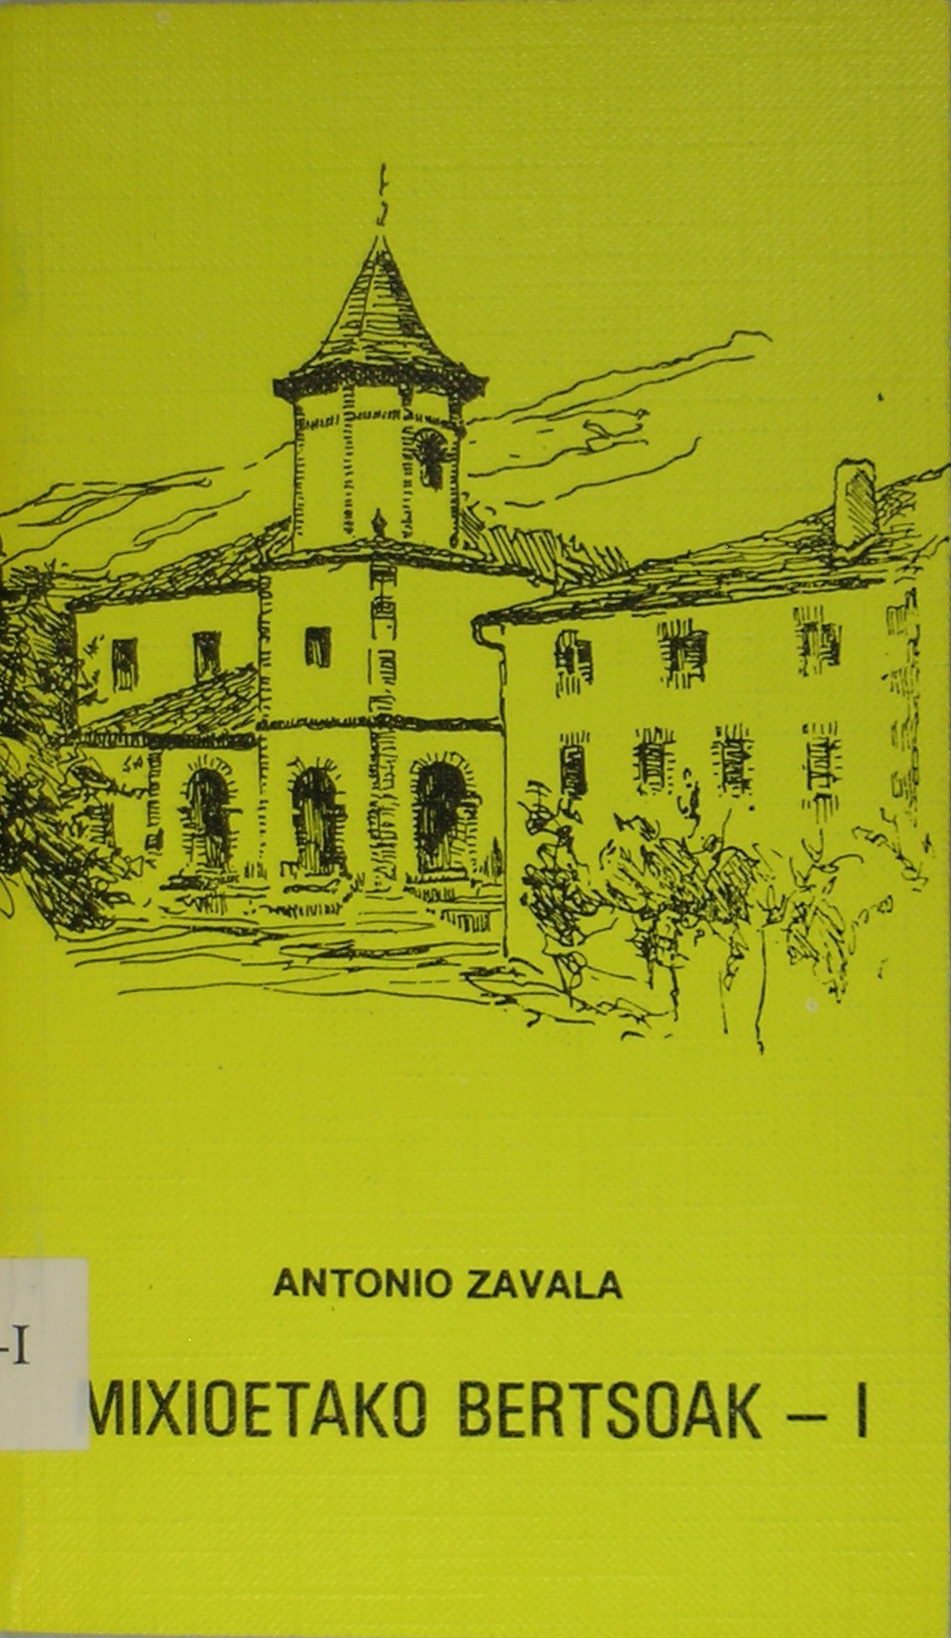 ANTONIO ZAVALA
-I
MIXIOETAKO BERTSOAK – I